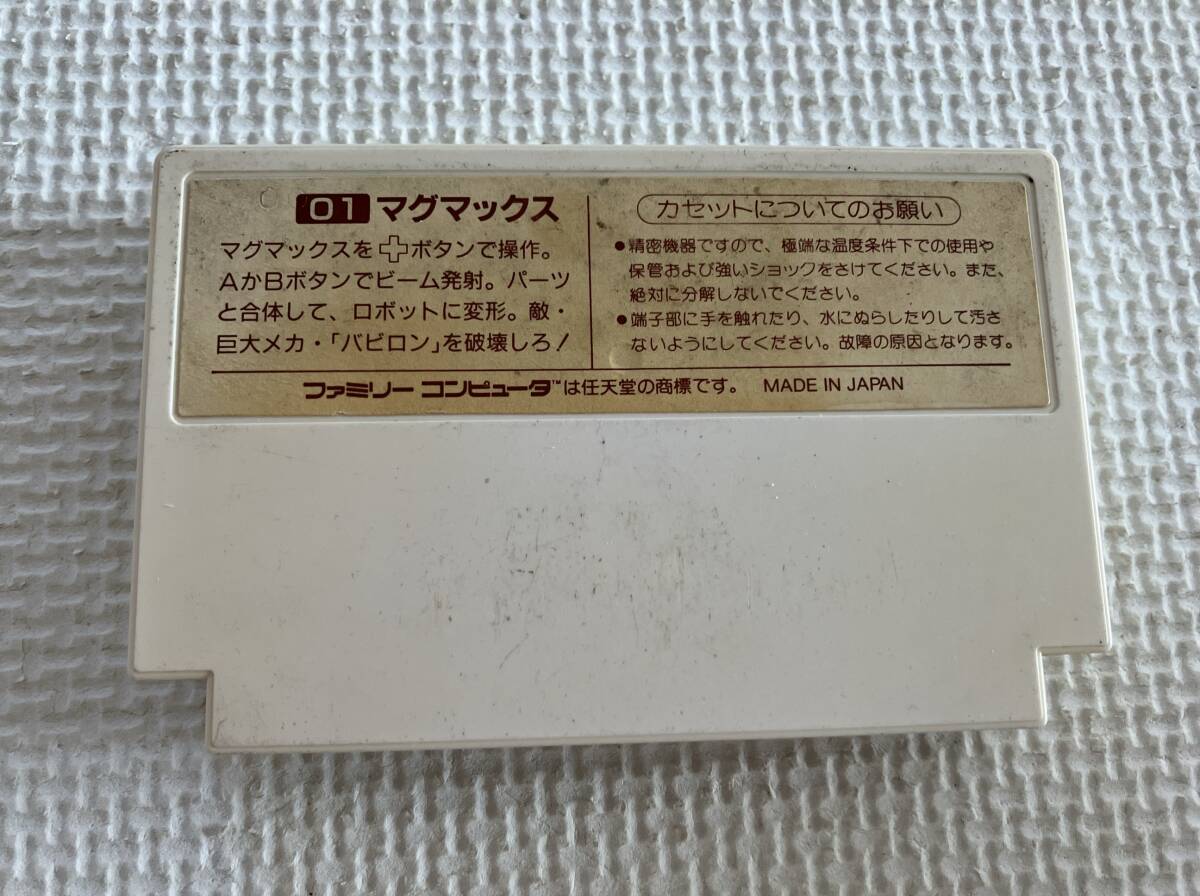 01 マグマックス
マグマックスを✚ボタンで操作。
AかBボタンでビーム発射。パーツ
と合体して、ロボットに変形。敵・
巨大メカ・「バビロン」を破壊しろ!
カセットについてのお願い
●精密機器ですので、極端な温度条件下での使用や
保管および強いショックをさけてください。また、
絶対に分解しないでください。
●端子部に手を触れたり、水にぬらしたりして汚さ
ないようにしてください。故障の原因となります。
ファミリー コンピュータ™は任天堂の商標です。 MADE IN JAPAN